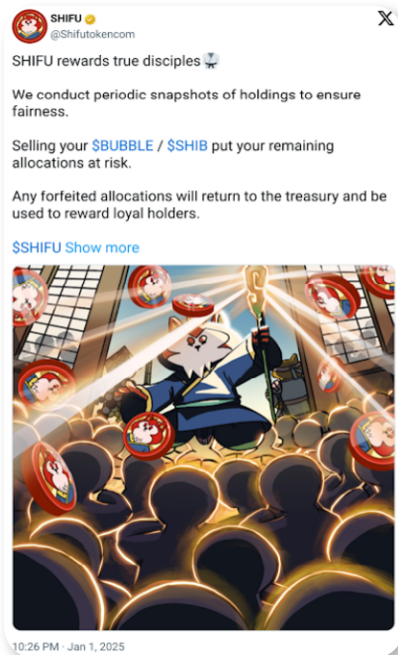 SHIFU
@Shifutokencom
X
SHIFU rewards true disciples🥋
We conduct periodic snapshots of holdings to ensure
fairness.
Selling your $BUBBLE / $SHIB put your remaining
allocations at risk.
Any forfeited allocations will return to the treasury and be
used to reward loyal holders.
$SHIFU Show more
10:26 PM · Jan 1, 2025